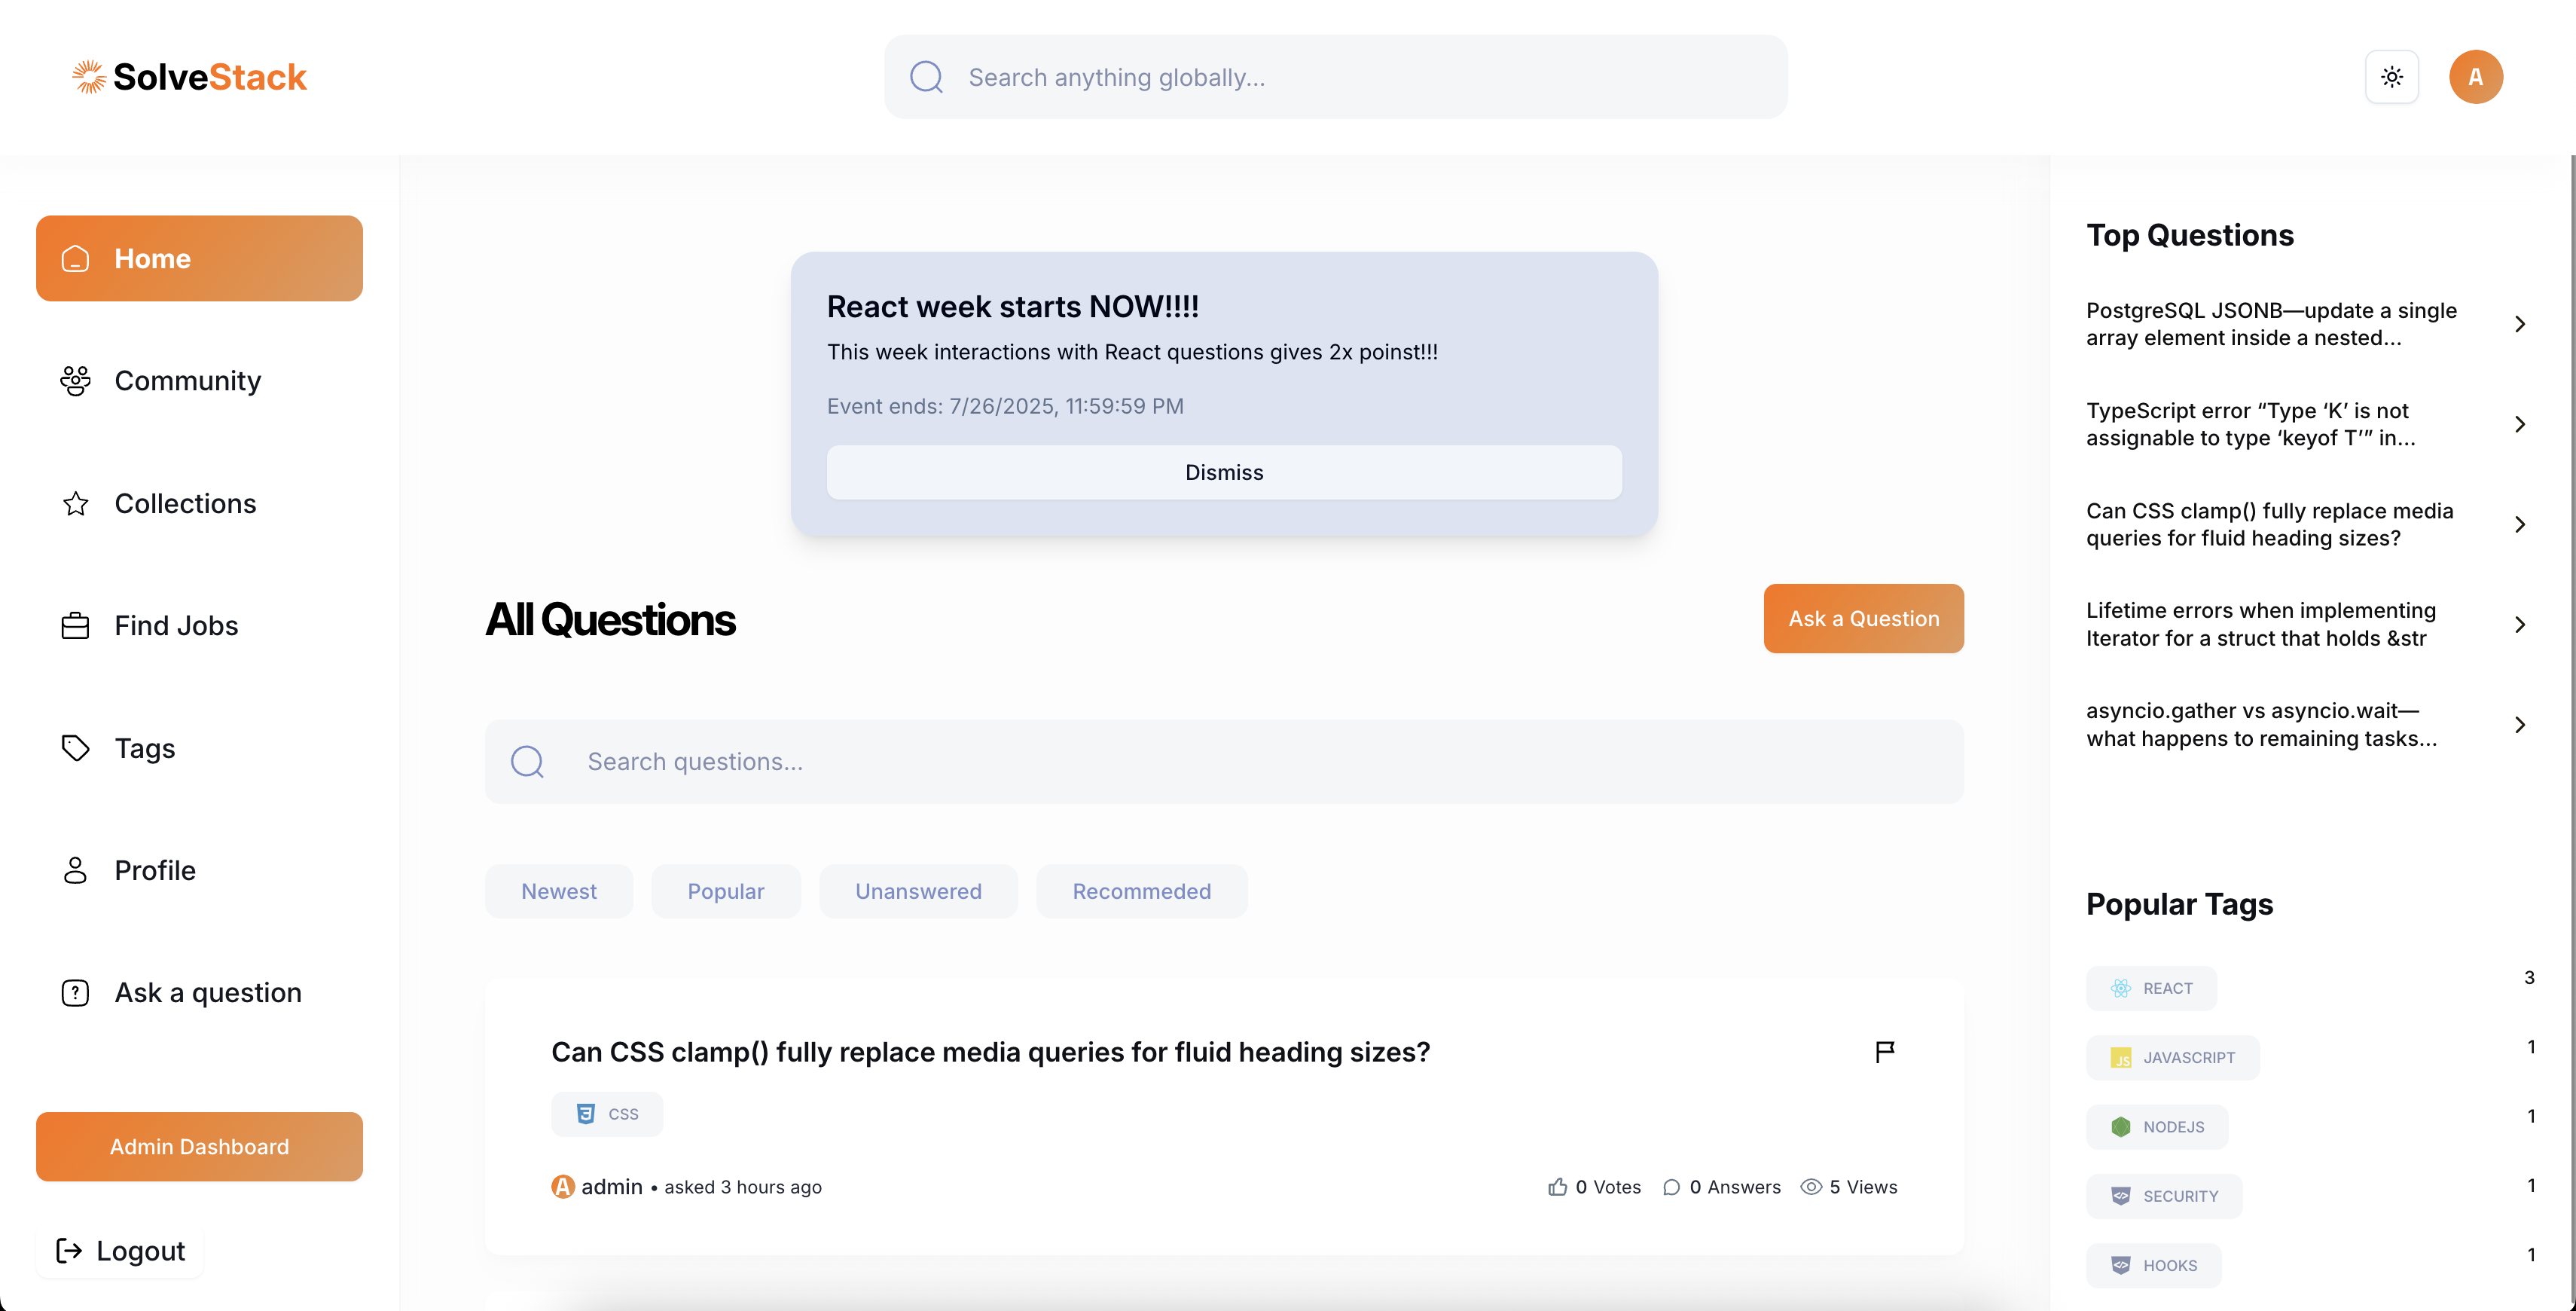 SolveStack
Search anything globally...
A
Home
Community
Collections
Find Jobs
Tags
Profile
Ask a question
Admin Dashboard
Logout
React week starts NOW!!!!
This week interactions with React questions gives 2x poinst!!!
Event ends: 7/26/2025, 11:59:59 PM
Dismiss
All Questions
Ask a Question
Search questions...
Newest
Popular
Unanswered
Recommeded
Can CSS clamp() fully replace media queries for fluid heading sizes?
CSS
A admin • asked 3 hours ago
0 Votes
0 Answers
5 Views
Top Questions
PostgreSQL JSONB—update a single
array element inside a nested...
TypeScript error “Type ‘K’ is not
assignable to type ‘keyof T’” in...
Can CSS clamp() fully replace media
queries for fluid heading sizes?
Lifetime errors when implementing
Iterator for a struct that holds &str
asyncio.gather vs asyncio.wait—
what happens to remaining tasks...
Popular Tags
REACT 3
JS JAVASCRIPT 1
NODEJS 1
SECURITY 1
HOOKS 1